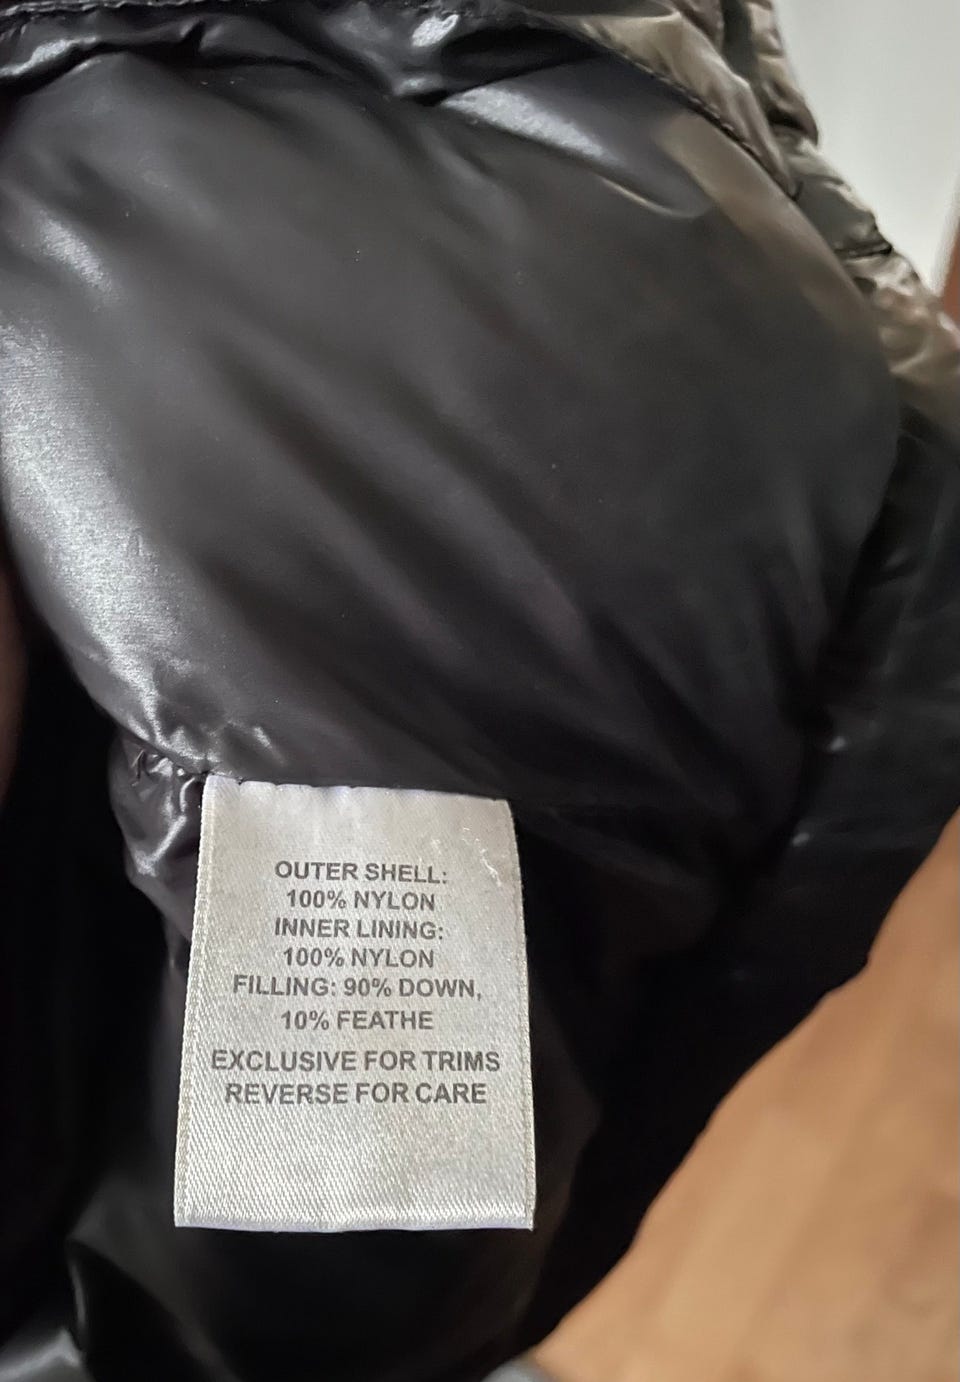 OUTER SHELL:
100% NYLON
INNER LINING:
100% NYLON
FILLING: 90% DOWN,
10% FEATHE
EXCLUSIVE FOR TRIMS
REVERSE FOR CARE